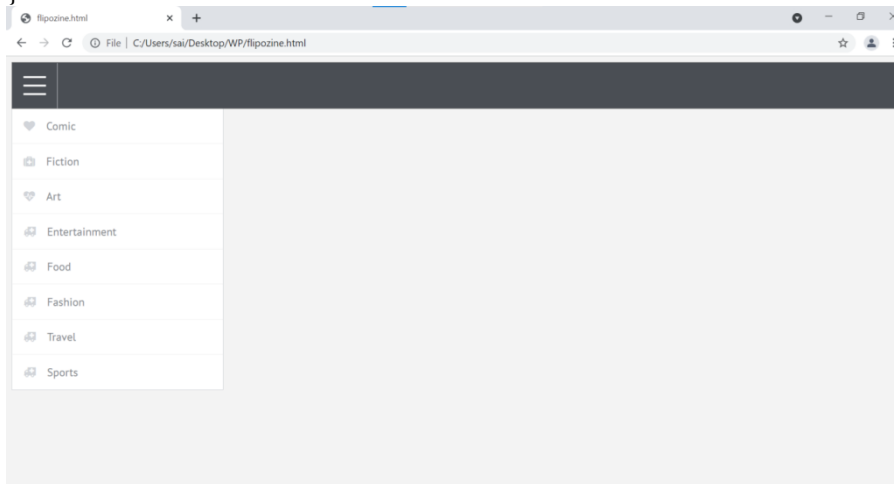 }
flipozine.html
File | C:/Users/sai/Desktop/WP/flipozine.html
Comic
Fiction
Art
Entertainment
Food
Fashion
Travel
Sports